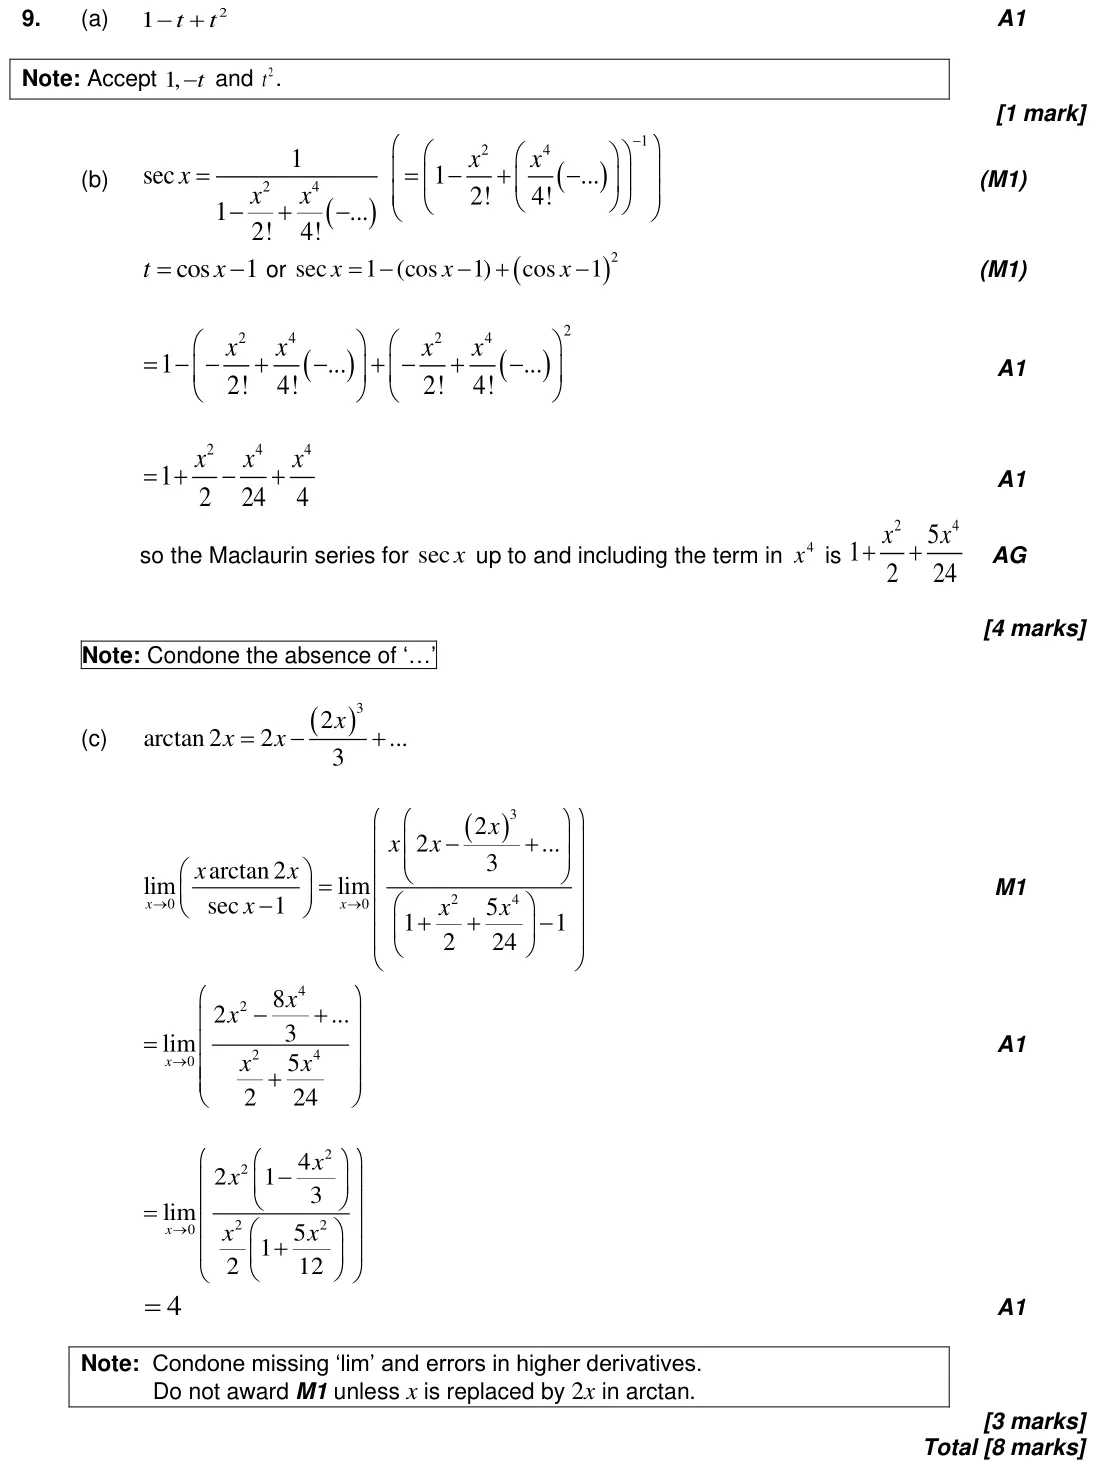 9. (a) 1 − t + t² A1
Note: Accept 1, −t and t².
[1 mark]
(b) sec x = 1 / (1 − x²/2! + x⁴/4! (−...)) ( = (1 − x²/2! + (x⁴/4! (−...)))⁻¹ ) (M1)
t = cos x − 1 or sec x = 1 − (cos x − 1) + (cos x − 1)² (M1)
= 1 − (−x²/2! + x⁴/4! (−...)) + (−x²/2! + x⁴/4! (−...))² A1
= 1 + x²/2 − x⁴/24 + x⁴/4 A1
so the Maclaurin series for sec x up to and including the term in x⁴ is 1 + x²/2 + 5x⁴/24 AG
[4 marks]
Note: Condone the absence of ‘…’
(c) arctan 2x = 2x − (2x)³/3 + ...
lim x→0 (x arctan 2x / (sec x − 1)) = lim x→0 (x(2x − (2x)³/3 + ...) / ((1 + x²/2 + 5x⁴/24) − 1)) M1
= lim x→0 ((2x² − 8x⁴/3 + ...) / (x²/2 + 5x⁴/24)) A1
= lim x→0 (2x²(1 − 4x²/3) / (x²/2 (1 + 5x²/12)))
= 4 A1
Note: Condone missing ‘lim’ and errors in higher derivatives.
Do not award M1 unless x is replaced by 2x in arctan.
[3 marks]
Total [8 marks]